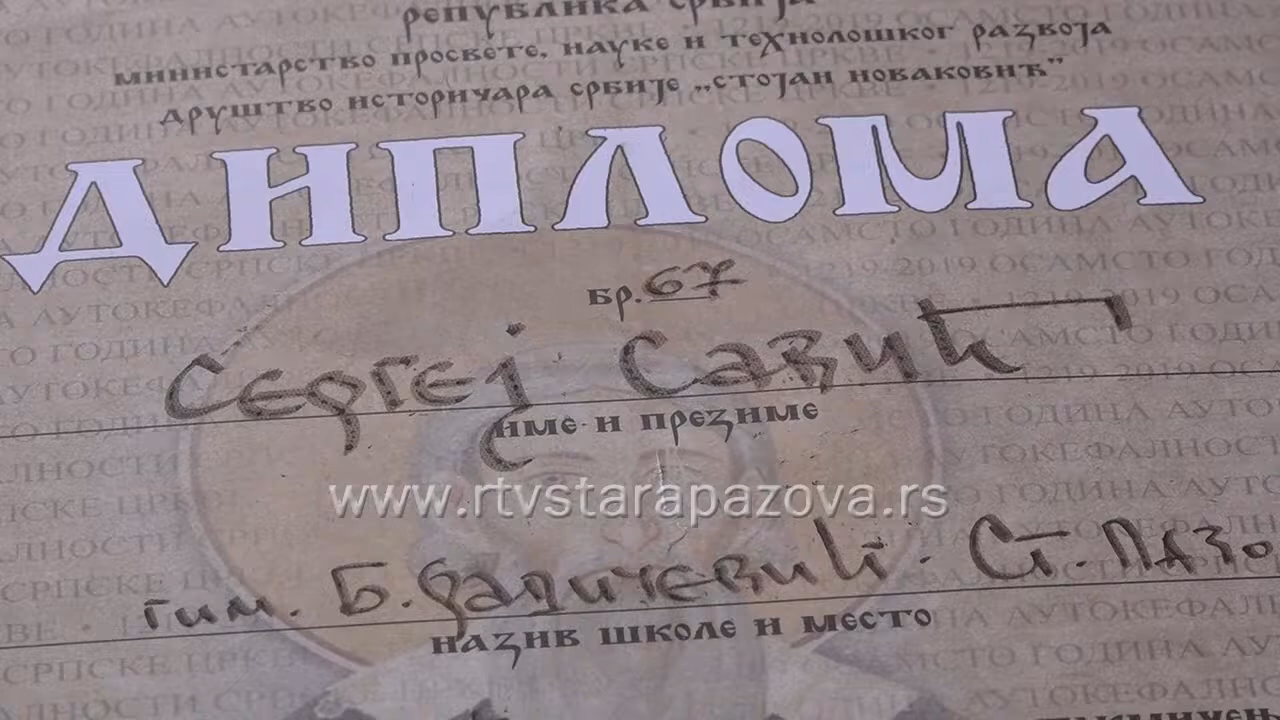 република србија
министарство просвете, науке и технолошког развоја
друштво историчара србије „стојан новаковић”
ДИПЛОМА
бр. 67
Сергеј Савић
име и презиме
www.rtvstarapazova.rs
гим. Б. Радичевић. Ст. Пазо
назив школе и место